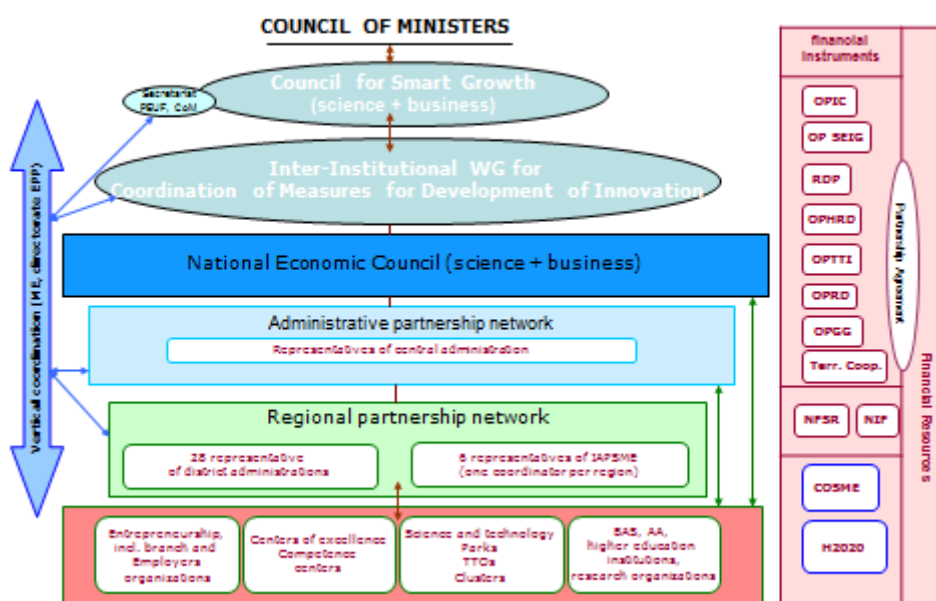 COUNCIL OF MINISTERS
Council for Smart Growth
(science + business)
Secretariat
PEUF, CoM
Inter-Institutional WG for
Coordination of Measures for Development of Innovation
National Economic Council (science + business)
Administrative partnership network
Representatives of central administration
Regional partnership network
28 representative
of district administrations
6 representatives of IAPSME
(one coordinator per region)
Entrepreneurship,
incl. branch and
Employers
organizations
Centers of excellence
Competence
centers
Science and technology
Parks
TTOs
Clusters
BAS, AA,
higher education
institutions,
research organizations
Vertical coordination (ME, directorate EPP)
financial
instruments
OPIC
OP SEIG
RDP
OPHRD
OPTTI
OPRD
OPGG
Terr. Coop.
Partnership Agreement
NFSR
NIF
COSME
H2020
Financial Resources